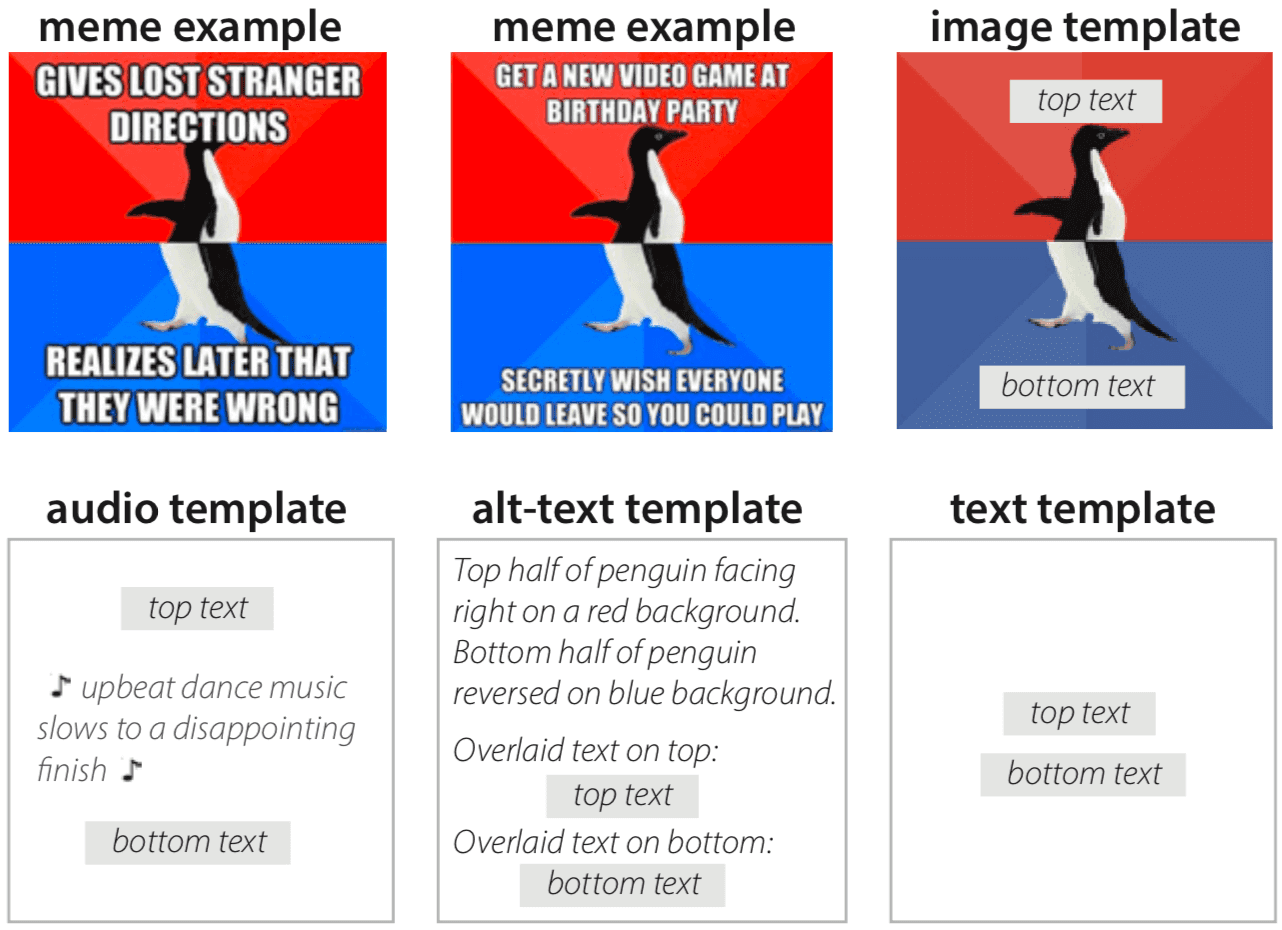 meme example
GIVES LOST STRANGER
DIRECTIONS
REALIZES LATER THAT
THEY WERE WRONG
meme example
GET A NEW VIDEO GAME AT
BIRTHDAY PARTY
SECRETLY WISH EVERYONE
WOULD LEAVE SO YOU COULD PLAY
image template
top text
bottom text
audio template
top text
♪ upbeat dance music
slows to a disappointing
finish ♪
bottom text
alt-text template
Top half of penguin facing
right on a red background.
Bottom half of penguin
reversed on blue background.
Overlaid text on top:
top text
Overlaid text on bottom:
bottom text
text template
top text
bottom text